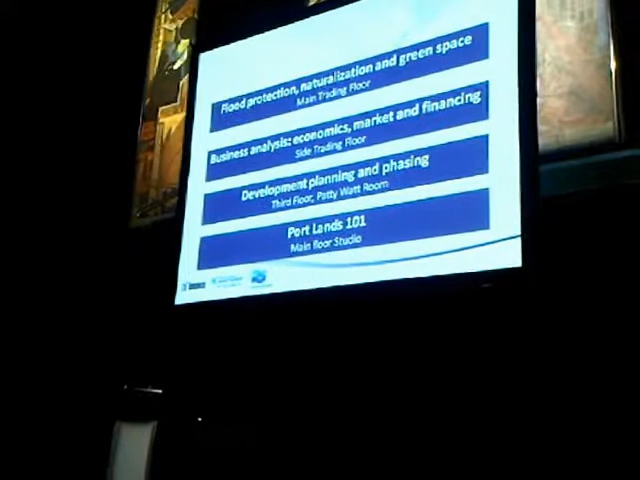 Flood protection, naturalization and green space
Main Trading Floor
Business analysis: economics, market and financing
Side Trading Floor
Development planning and phasing
Third Floor, Patty Watt Room
Port Lands 101
Main floor Studio